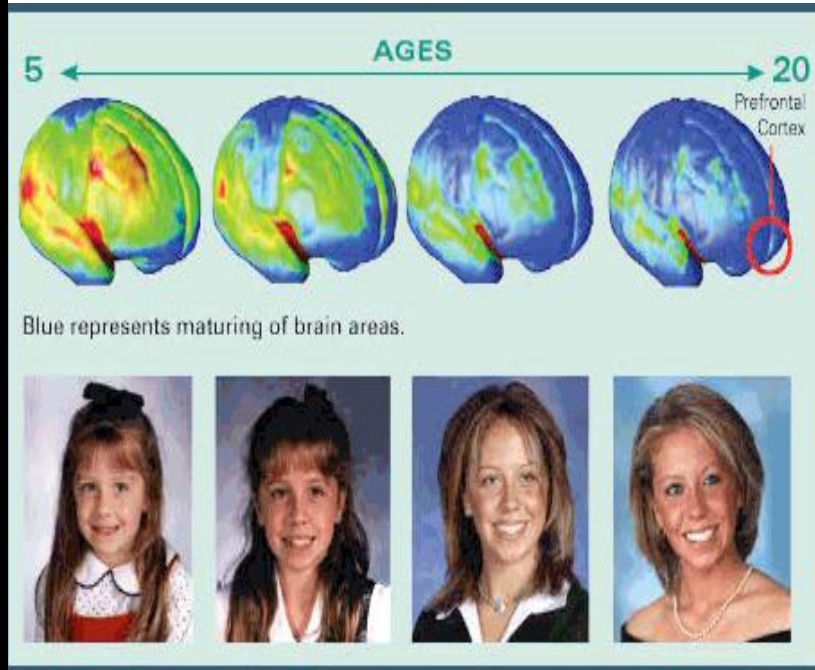 AGES
5 20
Prefrontal
Cortex
Blue represents maturing of brain areas.